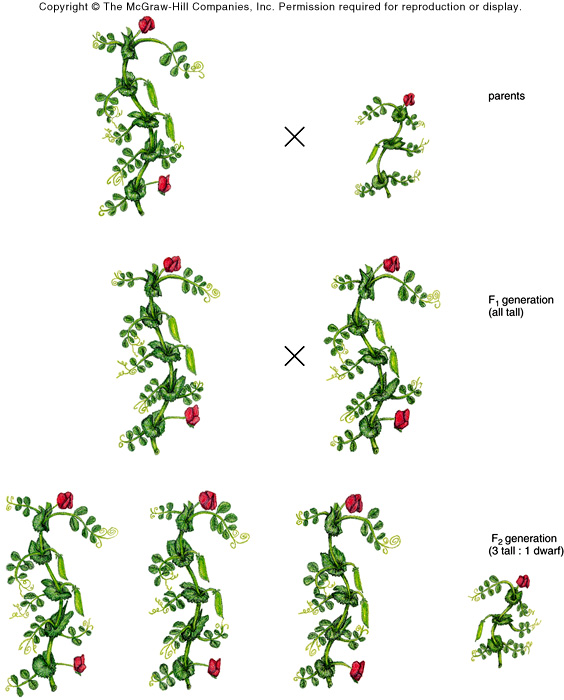 Copyright © The McGraw-Hill Companies, Inc. Permission required for reproduction or display.
parents
F₁ generation
(all tall)
F₂ generation
(3 tall : 1 dwarf)